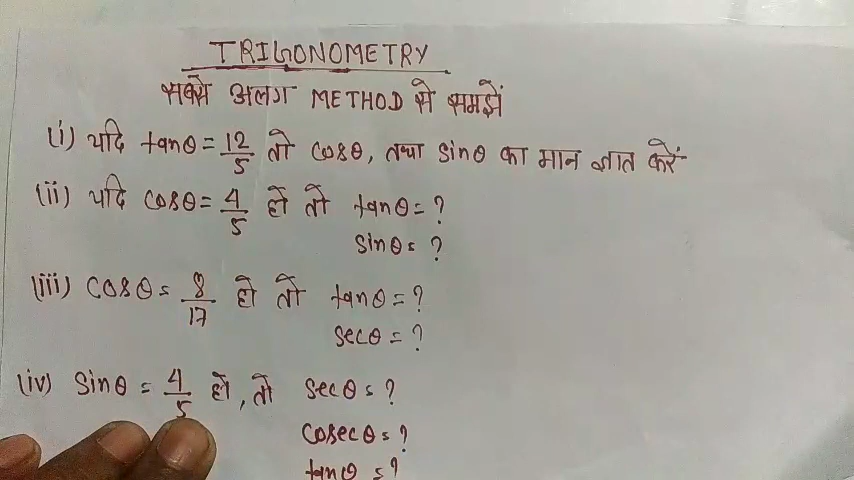 TRIGONOMETRY
सबसे अलग METHOD से समझें
(i) यदि tanθ = 12/5 तो cosθ, तथा sinθ का मान ज्ञात करें
(ii) यदि cosθ = 4/5 हो तो tanθ = ?
sinθ = ?
(iii) cosθ = 8/17 हो तो tanθ = ?
secθ = ?
(iv) sinθ = 4/5 हो, तो secθ = ?
cosecθ = ?
tanθ = ?